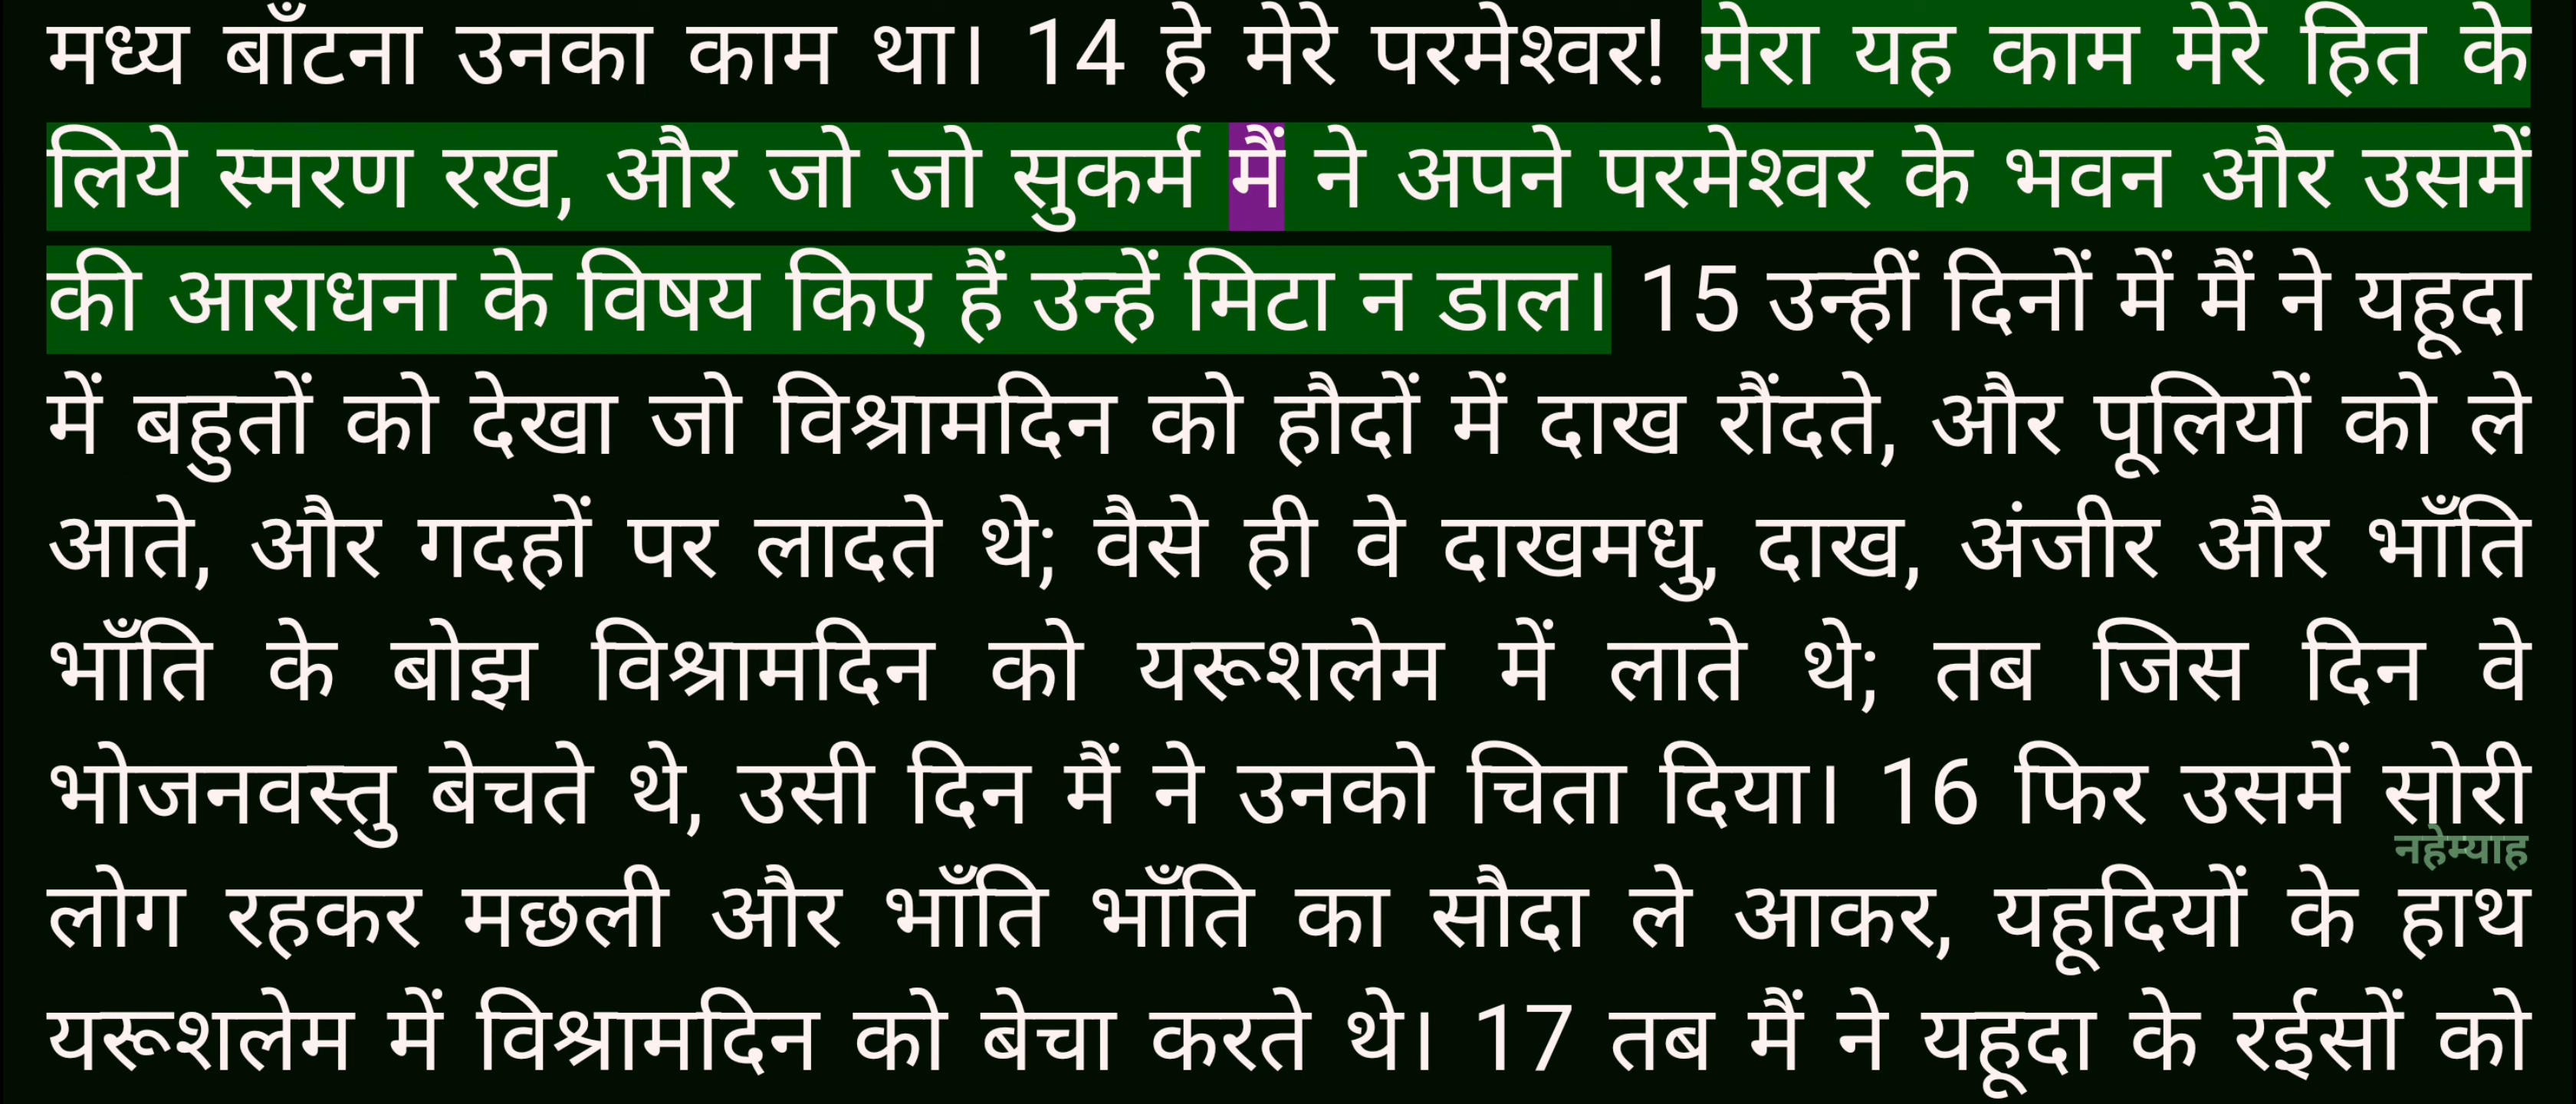 मध्य बाँटना उनका काम था। 14 हे मेरे परमेश्वर! मेरा यह काम मेरे हित के
लिये स्मरण रख, और जो जो सुकर्म मैं ने अपने परमेश्वर के भवन और उसमें
की आराधना के विषय किए हैं उन्हें मिटा न डाल। 15 उन्हीं दिनों में मैं ने यहूदा
में बहुतों को देखा जो विश्रामदिन को हौदों में दाख रौंदते, और पूलियों को ले
आते, और गदहों पर लादते थे; वैसे ही वे दाखमधु, दाख, अंजीर और भाँति
भाँति के बोझ विश्रामदिन को यरूशलेम में लाते थे; तब जिस दिन वे
भोजनवस्तु बेचते थे, उसी दिन मैं ने उनको चिता दिया। 16 फिर उसमें सोरी
नहेम्याह
लोग रहकर मछली और भाँति भाँति का सौदा ले आकर, यहूदियों के हाथ
यरूशलेम में विश्रामदिन को बेचा करते थे। 17 तब मैं ने यहूदा के रईसों को